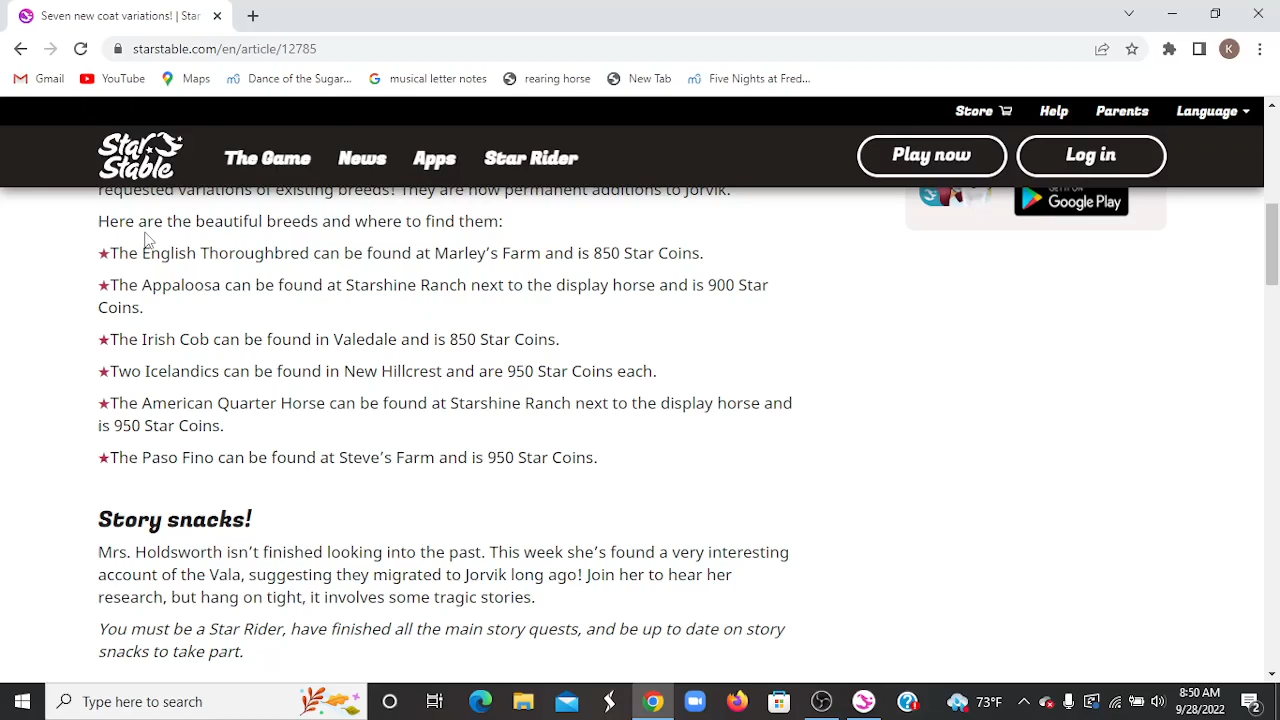 Seven new coat variations! | Star
starstable.com/en/article/12785
K
Gmail YouTube Maps Dance of the Sugar... musical letter notes rearing horse New Tab Five Nights at Fred...
Store Help Parents Language
Star Stable The Game News Apps Star Rider Play now Log in
requested variations of existing breeds! They are now permanent additions to Jorvik.
GET IT ON
Google Play
Here are the beautiful breeds and where to find them:
★The English Thoroughbred can be found at Marley’s Farm and is 850 Star Coins.
★The Appaloosa can be found at Starshine Ranch next to the display horse and is 900 Star
Coins.
★The Irish Cob can be found in Valedale and is 850 Star Coins.
★Two Icelandics can be found in New Hillcrest and are 950 Star Coins each.
★The American Quarter Horse can be found at Starshine Ranch next to the display horse and
is 950 Star Coins.
★The Paso Fino can be found at Steve’s Farm and is 950 Star Coins.
Story snacks!
Mrs. Holdsworth isn’t finished looking into the past. This week she’s found a very interesting
account of the Vala, suggesting they migrated to Jorvik long ago! Join her to hear her
research, but hang on tight, it involves some tragic stories.
You must be a Star Rider, have finished all the main story quests, and be up to date on story
snacks to take part.
Type here to search
73°F
8:50 AM
9/28/2022
2